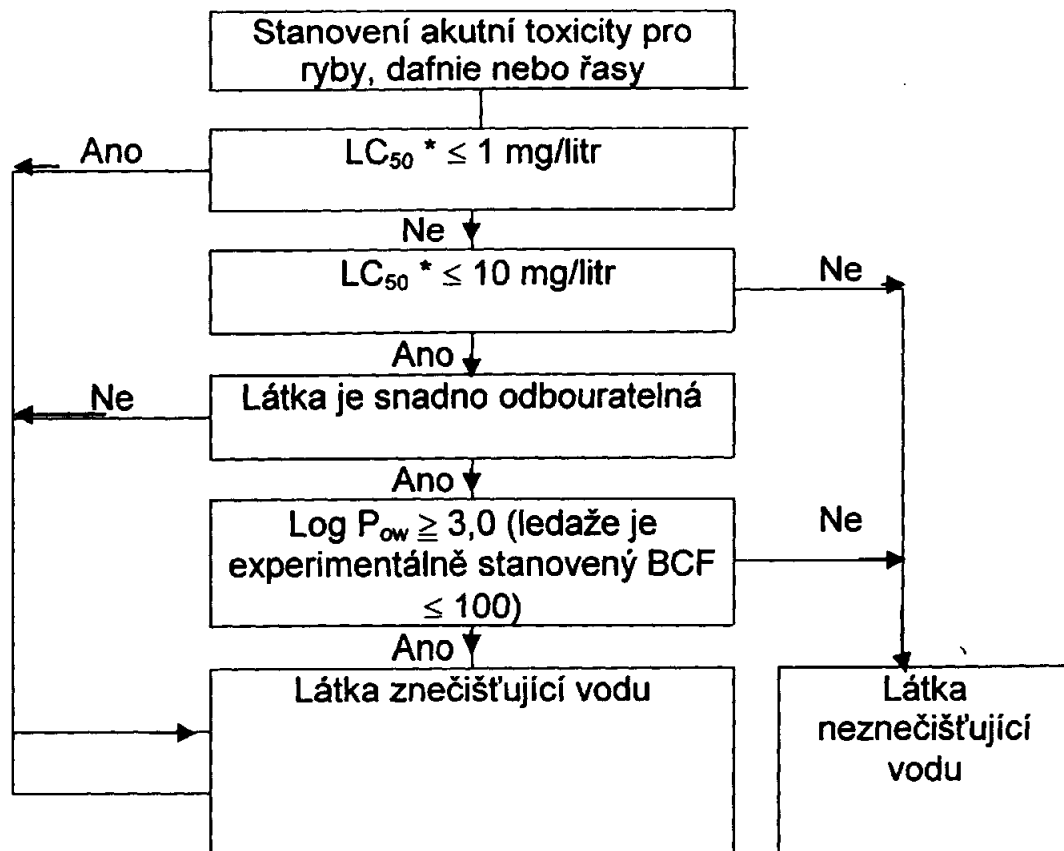 Stanovení akutní toxicity pro
ryby, dafnie nebo řasy
Ano
LC50 * ≤ 1 mg/litr
Ne
LC50 * ≤ 10 mg/litr
Ne
Ano
Ne
Látka je snadno odbouratelná
Ano
Log Pow ≧ 3,0 (ledaže je
experimentálně stanovený BCF
≤ 100)
Ne
Ano
Látka znečišťující vodu
Látka
neznečišťující
vodu